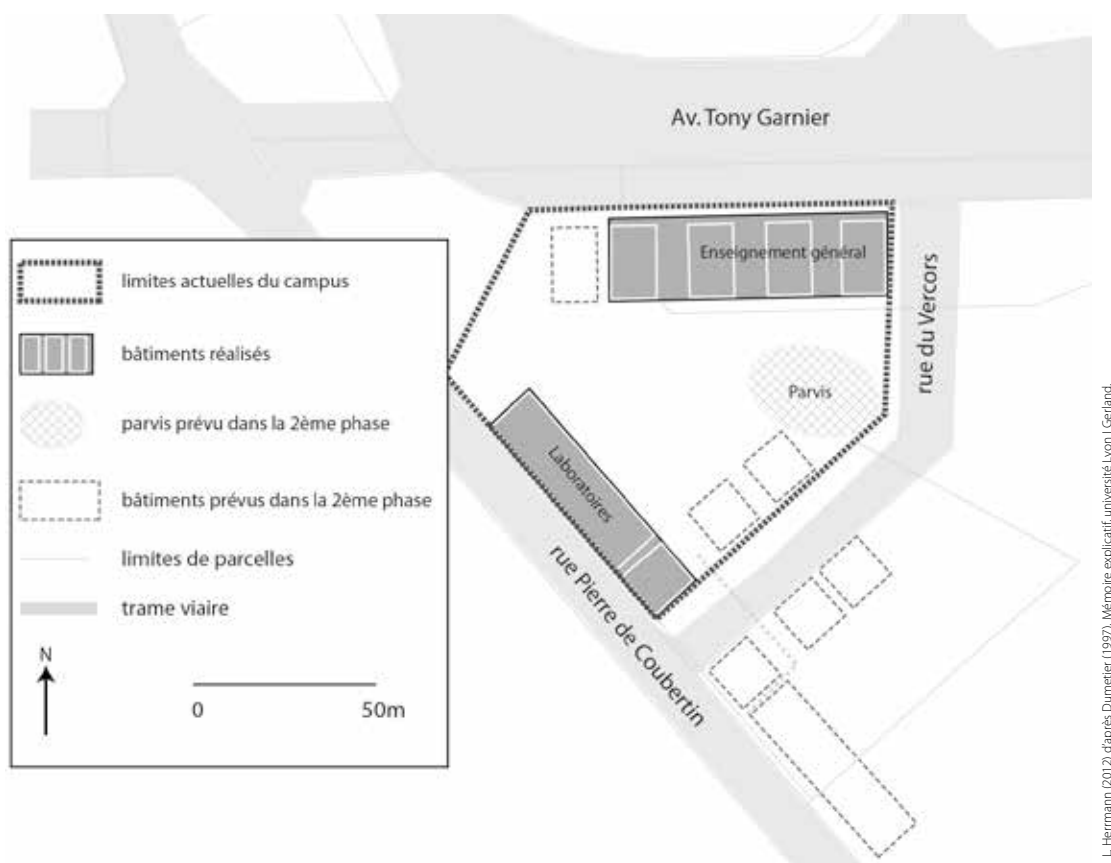 Av. Tony Garnier
Enseignement général
rue du Vercors
Parvis
Laboratoires
rue Pierre de Coubertin
limites actuelles du campus
bâtiments réalisés
parvis prévu dans la 2ème phase
bâtiments prévus dans la 2ème phase
limites de parcelles
trame viaire
N
0 50m
L. Herrmann (2012) d'après Dumetier (1997). Mémoire explicatif, université Lyon I Gerland.